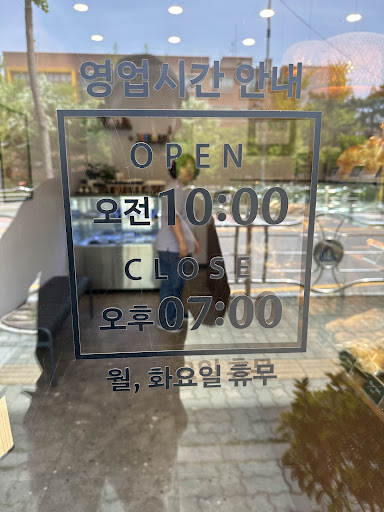 영업시간 안내
OPEN
오전 10:00
CLOSE
오후 07:00
월, 화요일 휴무